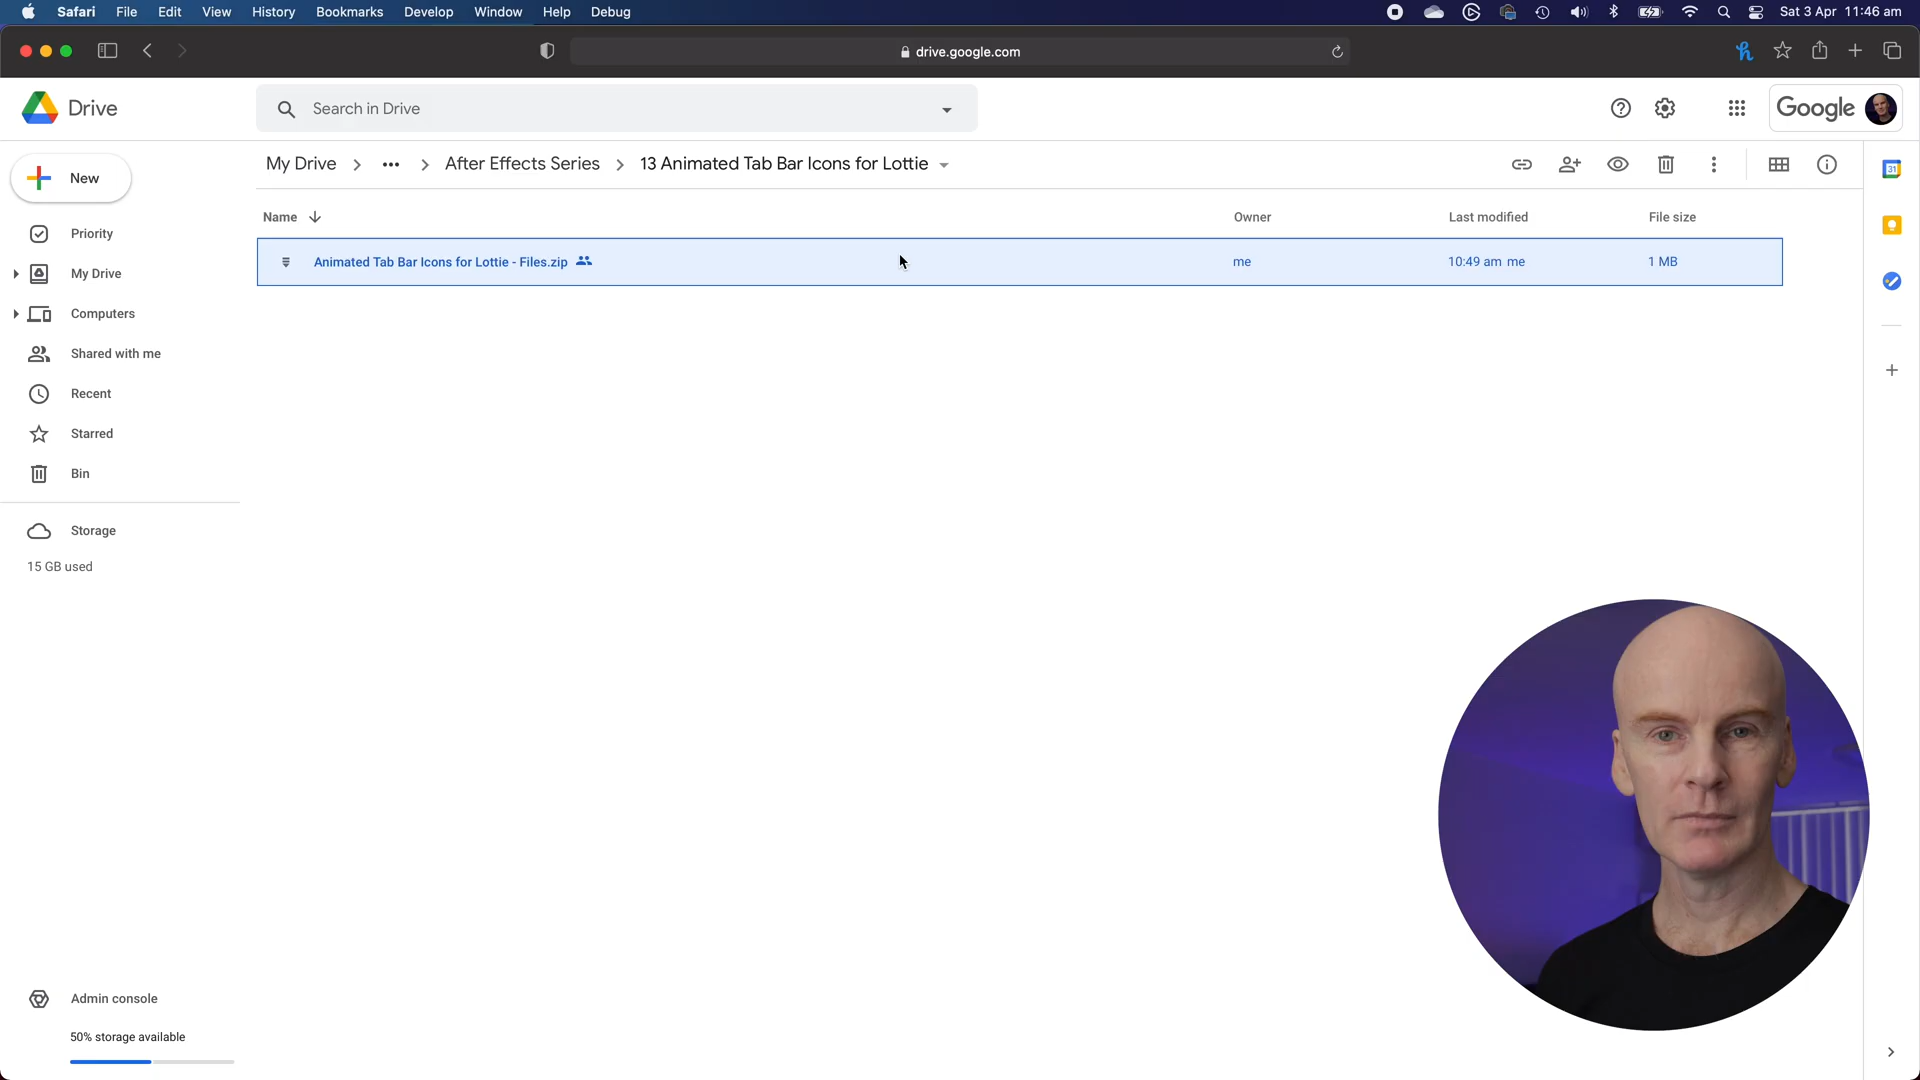 Safari File Edit View History Bookmarks Develop Window Help Debug Sat 3 Apr 11:46 am
drive.google.com
Drive Search in Drive Google
My Drive After Effects Series 13 Animated Tab Bar Icons for Lottie
New
Name Owner Last modified File size
Animated Tab Bar Icons for Lottie - Files.zip me 10:49 am me 1 MB
Priority
My Drive
Computers
Shared with me
Recent
Starred
Bin
Storage
15 GB used
Admin console
50% storage available
31